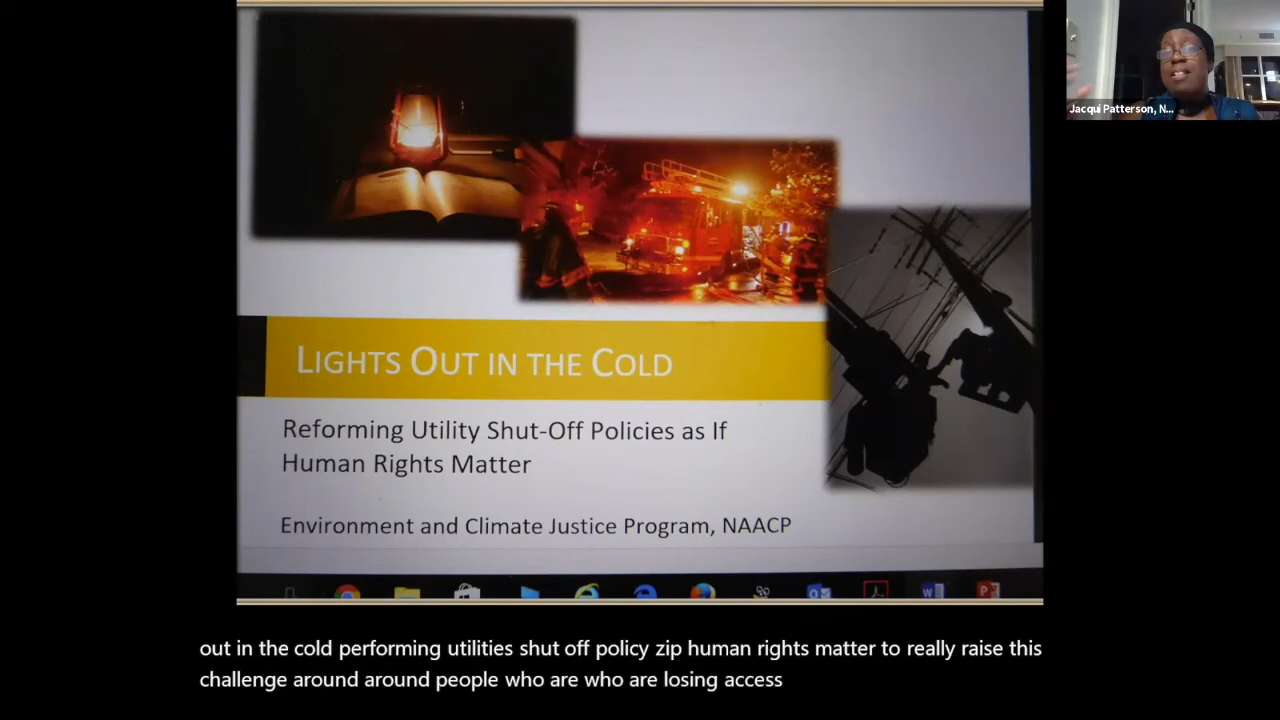 Jacqui Patterson, N...
LIGHTS OUT IN THE COLD
Reforming Utility Shut-Off Policies as If
Human Rights Matter
Environment and Climate Justice Program, NAACP
out in the cold performing utilities shut off policy zip human rights matter to really raise this
challenge around around people who are who are losing access